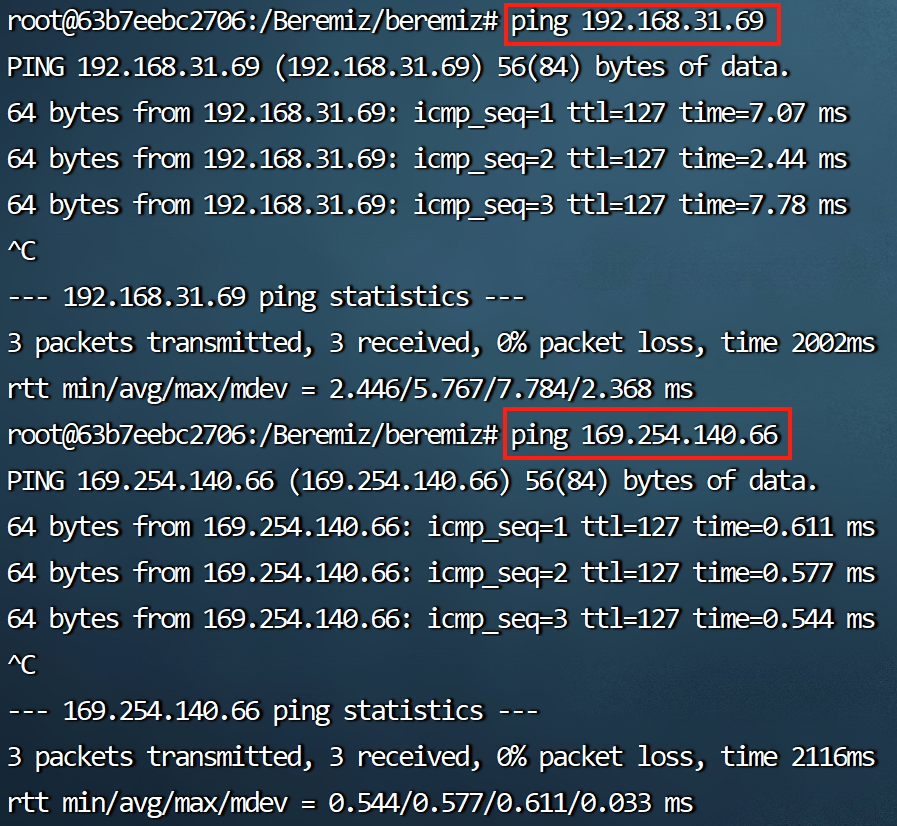 root@63b7eebc2706:/Beremiz/beremiz# ping 192.168.31.69
PING 192.168.31.69 (192.168.31.69) 56(84) bytes of data.
64 bytes from 192.168.31.69: icmp_seq=1 ttl=127 time=7.07 ms
64 bytes from 192.168.31.69: icmp_seq=2 ttl=127 time=2.44 ms
64 bytes from 192.168.31.69: icmp_seq=3 ttl=127 time=7.78 ms
^C
--- 192.168.31.69 ping statistics ---
3 packets transmitted, 3 received, 0% packet loss, time 2002ms
rtt min/avg/max/mdev = 2.446/5.767/7.784/2.368 ms
root@63b7eebc2706:/Beremiz/beremiz# ping 169.254.140.66
PING 169.254.140.66 (169.254.140.66) 56(84) bytes of data.
64 bytes from 169.254.140.66: icmp_seq=1 ttl=127 time=0.611 ms
64 bytes from 169.254.140.66: icmp_seq=2 ttl=127 time=0.577 ms
64 bytes from 169.254.140.66: icmp_seq=3 ttl=127 time=0.544 ms
^C
--- 169.254.140.66 ping statistics ---
3 packets transmitted, 3 received, 0% packet loss, time 2116ms
rtt min/avg/max/mdev = 0.544/0.577/0.611/0.033 ms